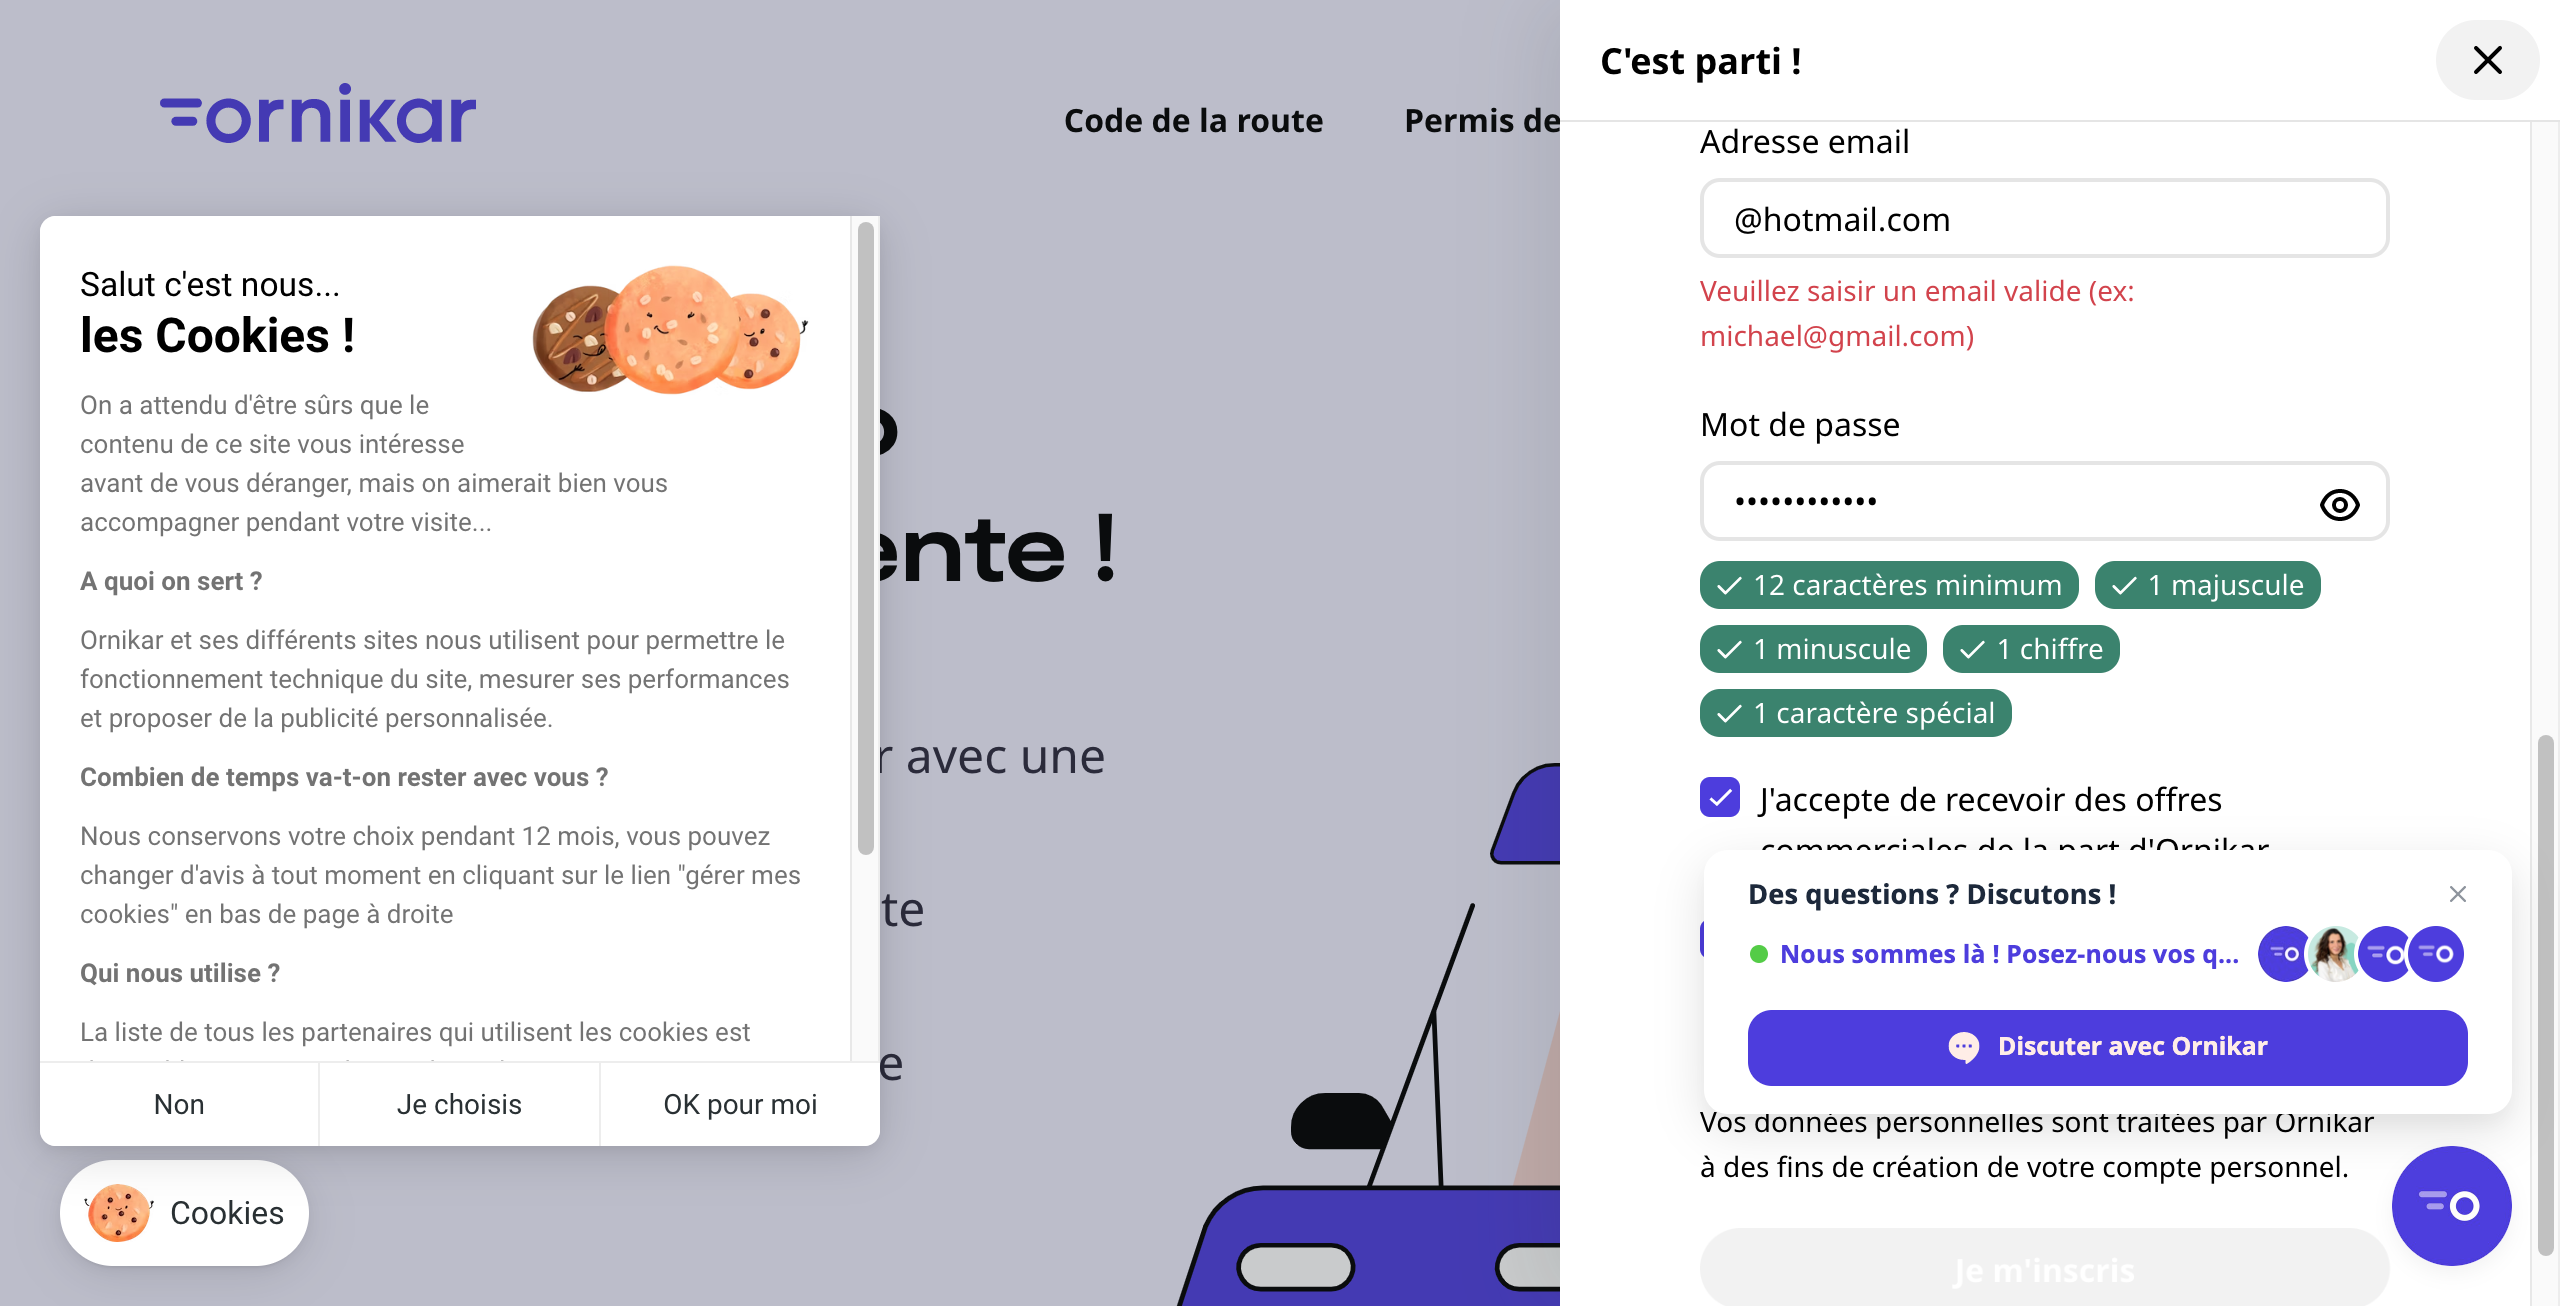 ornikar
Code de la route
Permis de
Salut c'est nous...
les Cookies !
On a attendu d'être sûrs que le
contenu de ce site vous intéresse
avant de vous déranger, mais on aimerait bien vous
accompagner pendant votre visite...
A quoi on sert ?
Ornikar et ses différents sites nous utilisent pour permettre le
fonctionnement technique du site, mesurer ses performances
et proposer de la publicité personnalisée.
Combien de temps va-t-on rester avec vous ?
Nous conservons votre choix pendant 12 mois, vous pouvez
changer d'avis à tout moment en cliquant sur le lien "gérer mes
cookies" en bas de page à droite
Qui nous utilise ?
La liste de tous les partenaires qui utilisent les cookies est
Non
Je choisis
OK pour moi
Cookies
ente !
r avec une
te
e
C'est parti !
Adresse email
@hotmail.com
Veuillez saisir un email valide (ex:
michael@gmail.com)
Mot de passe
••••••••••••
12 caractères minimum
1 majuscule
1 minuscule
1 chiffre
1 caractère spécial
J'accepte de recevoir des offres
commerciales de la part d'Ornikar
Des questions ? Discutons !
Nous sommes là ! Posez-nous vos q...
Discuter avec Ornikar
Vos données personnelles sont traitées par Ornikar
à des fins de création de votre compte personnel.
Je m'inscris